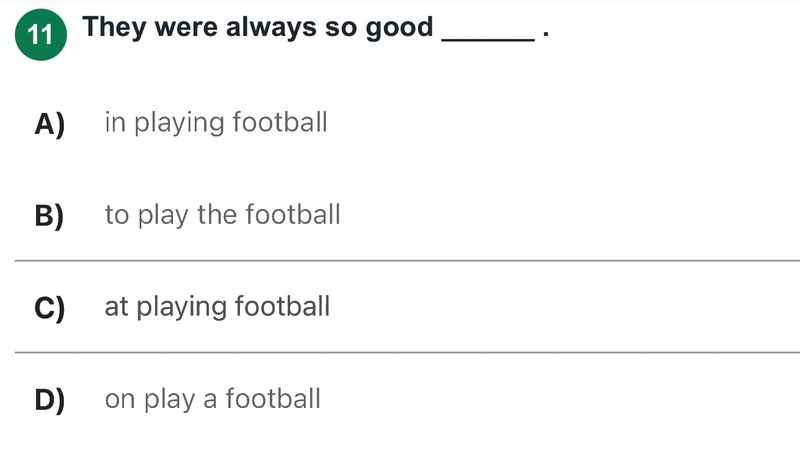 11 They were always so good ______ .
A) in playing football
B) to play the football
C) at playing football
D) on play a football